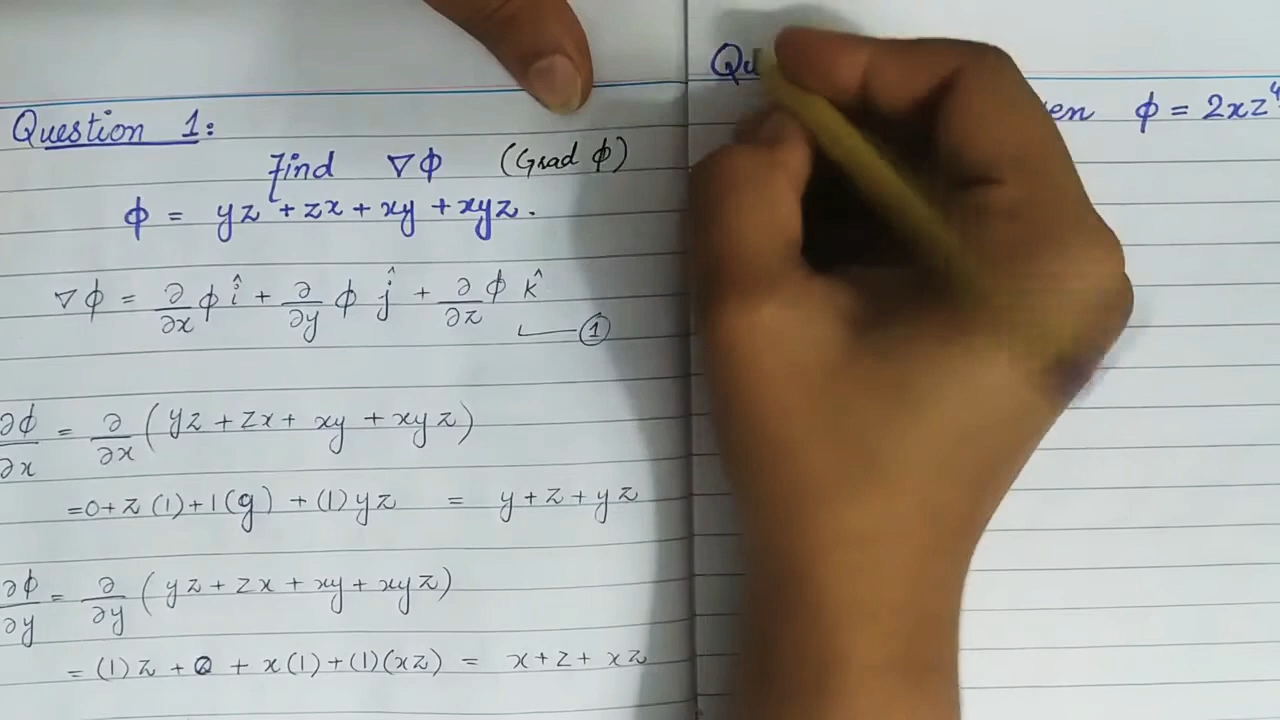 Question 1:
Find ∇ϕ (Grad ϕ)
ϕ = yz + zx + xy + xyz.
∇ϕ = ∂/∂x ϕ î + ∂/∂y ϕ ĵ + ∂/∂z ϕ k̂
①
∂ϕ/∂x = ∂/∂x (yz + zx + xy + xyz)
= 0 + z(1) + 1(y) + (1)yz = y + z + yz
∂ϕ/∂y = ∂/∂y (yz + zx + xy + xyz)
= (1)z + 0 + x(1) + (1)(xz) = x + z + xz
ϕ = 2xz⁴